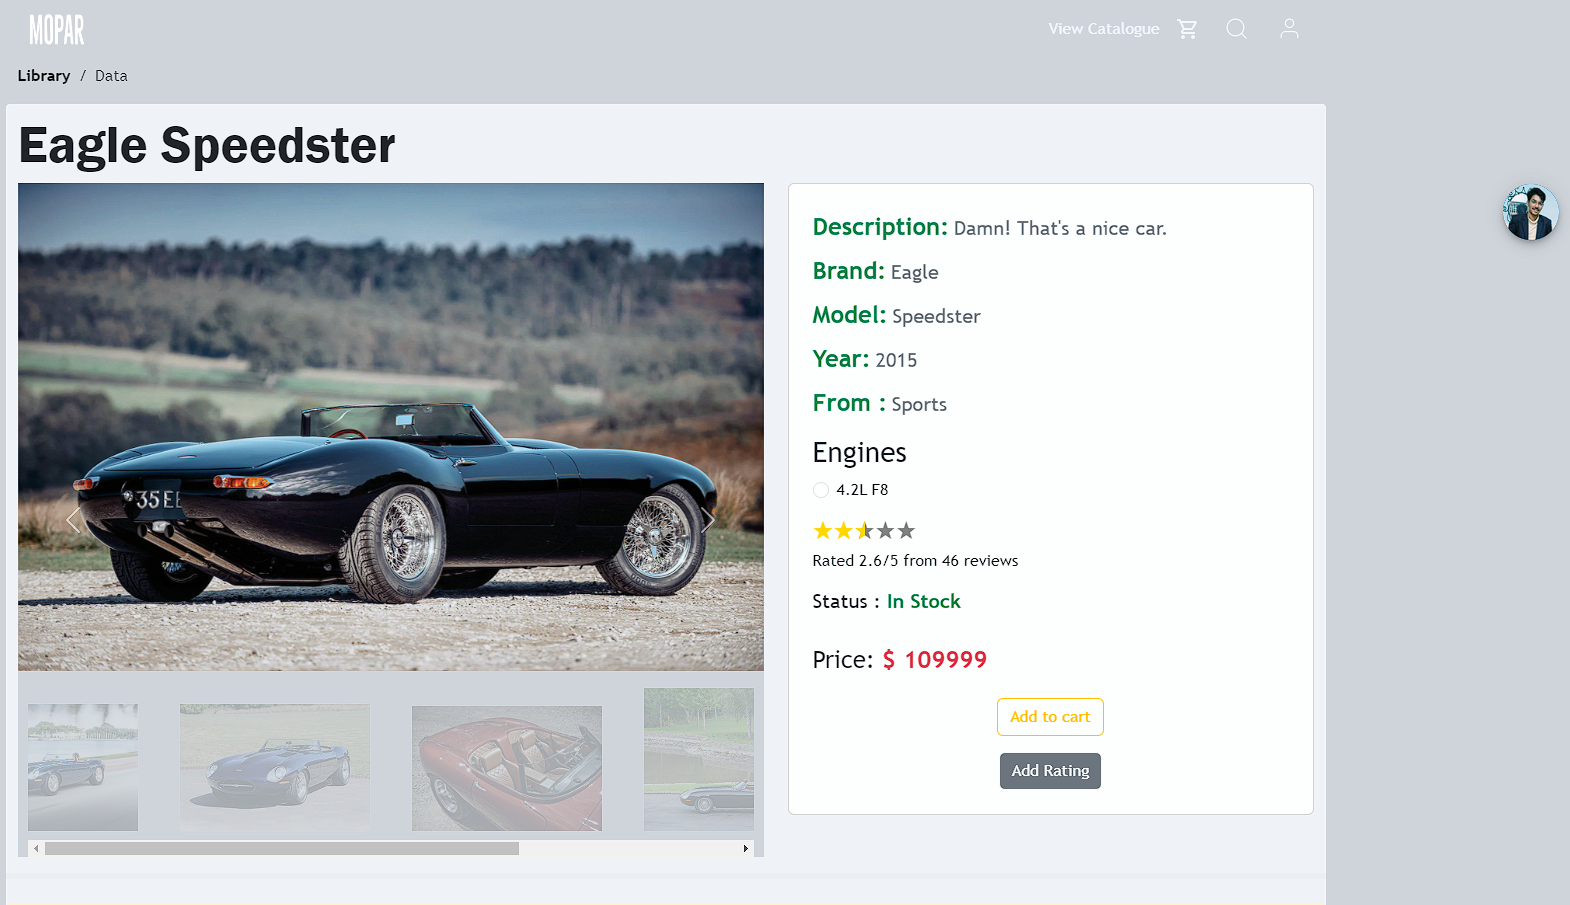 MOPAR
View Catalogue
Library / Data
Eagle Speedster
Description: Damn! That's a nice car.
Brand: Eagle
Model: Speedster
Year: 2015
From : Sports
Engines
4.2L F8
Rated 2.6/5 from 46 reviews
Status : In Stock
Price: $ 109999
Add to cart
Add Rating